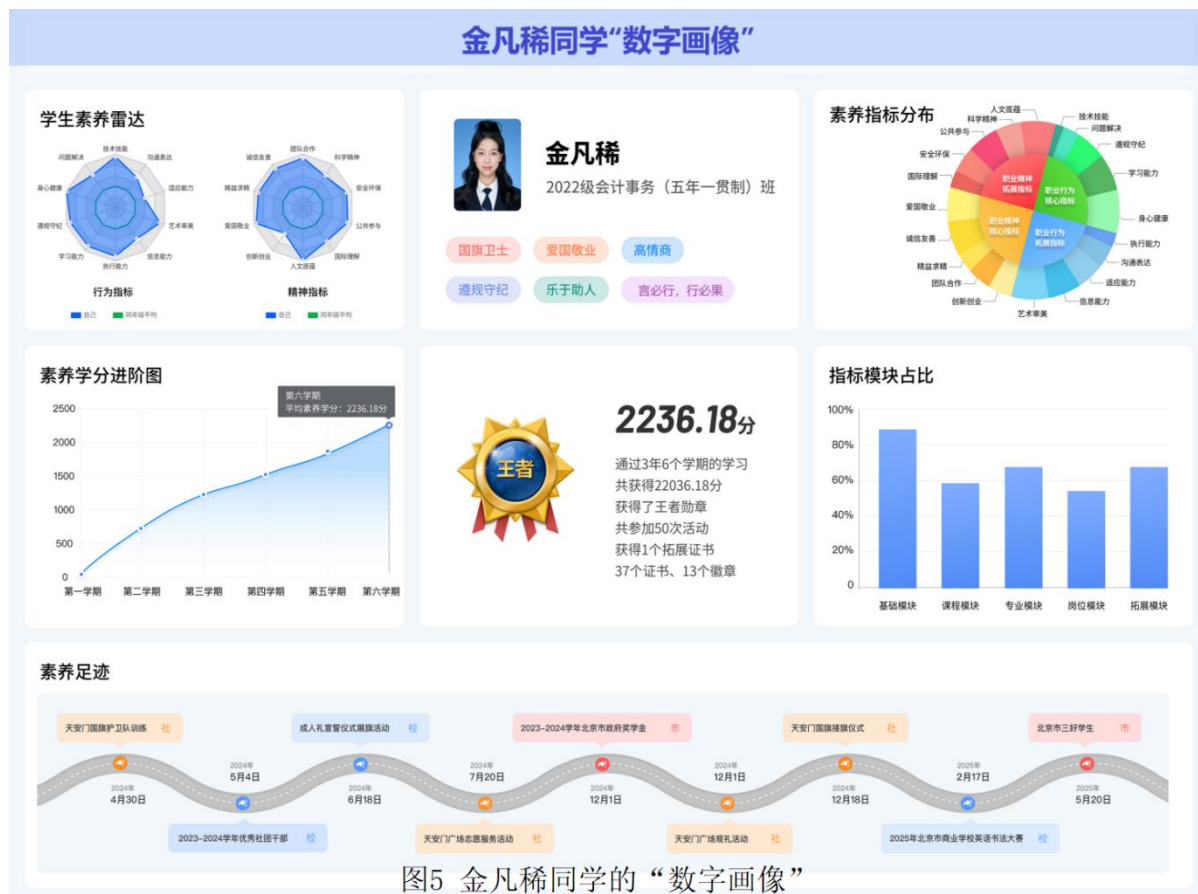 金凡稀同学“数字画像”
学生素养雷达
技术技能
问题解决
沟通表达
身心健康
适应能力
遵规守纪
艺术审美
学习能力
信息能力
执行能力
行为指标
自己
同年级平均
团队合作
诚信友善
科学精神
精益求精
安全环保
爱国敬业
公共参与
创新创业
国际理解
人文底蕴
精神指标
自己
同年级平均
金凡稀
2022级会计事务（五年一贯制）班
国旗卫士
爱国敬业
高情商
遵规守纪
乐于助人
言必行，行必果
素养指标分布
人文底蕴
科学精神
公共参与
安全环保
国际理解
爱国敬业
诚信友善
精益求精
团队合作
创新创业
艺术审美
技术技能
问题解决
遵规守纪
学习能力
身心健康
执行能力
沟通表达
适应能力
信息能力
职业精神
拓展指标
职业行为
核心指标
职业精神
核心指标
职业行为
拓展指标
素养学分进阶图
第六学期
平均素养学分：2236.18分
2500
2000
1500
1000
500
0
第一学期
第二学期
第三学期
第四学期
第五学期
第六学期
王者
2236.18分
通过3年6个学期的学习
共获得22036.18分
获得了王者勋章
共参加50次活动
获得1个拓展证书
37个证书、13个徽章
指标模块占比
100%
80%
60%
40%
20%
0
基础模块
课程模块
专业模块
岗位模块
拓展模块
素养足迹
天安门国旗护卫队训练 社
2024年
4月30日
2024年
5月4日
2023-2024学年优秀社团干部 校
成人礼宣誓仪式展旗活动 校
2024年
6月18日
2024年
7月20日
天安门广场志愿服务活动 社
2023-2024学年北京市政府奖学金 市
2024年
12月1日
2024年
12月1日
天安门广场观礼活动 社
天安门国旗接旗仪式 社
2024年
12月18日
2025年
2月17日
2025年北京市商业学校英语书法大赛 校
北京市三好学生 市
2025年
5月20日
图5 金凡稀同学的“数字画像”